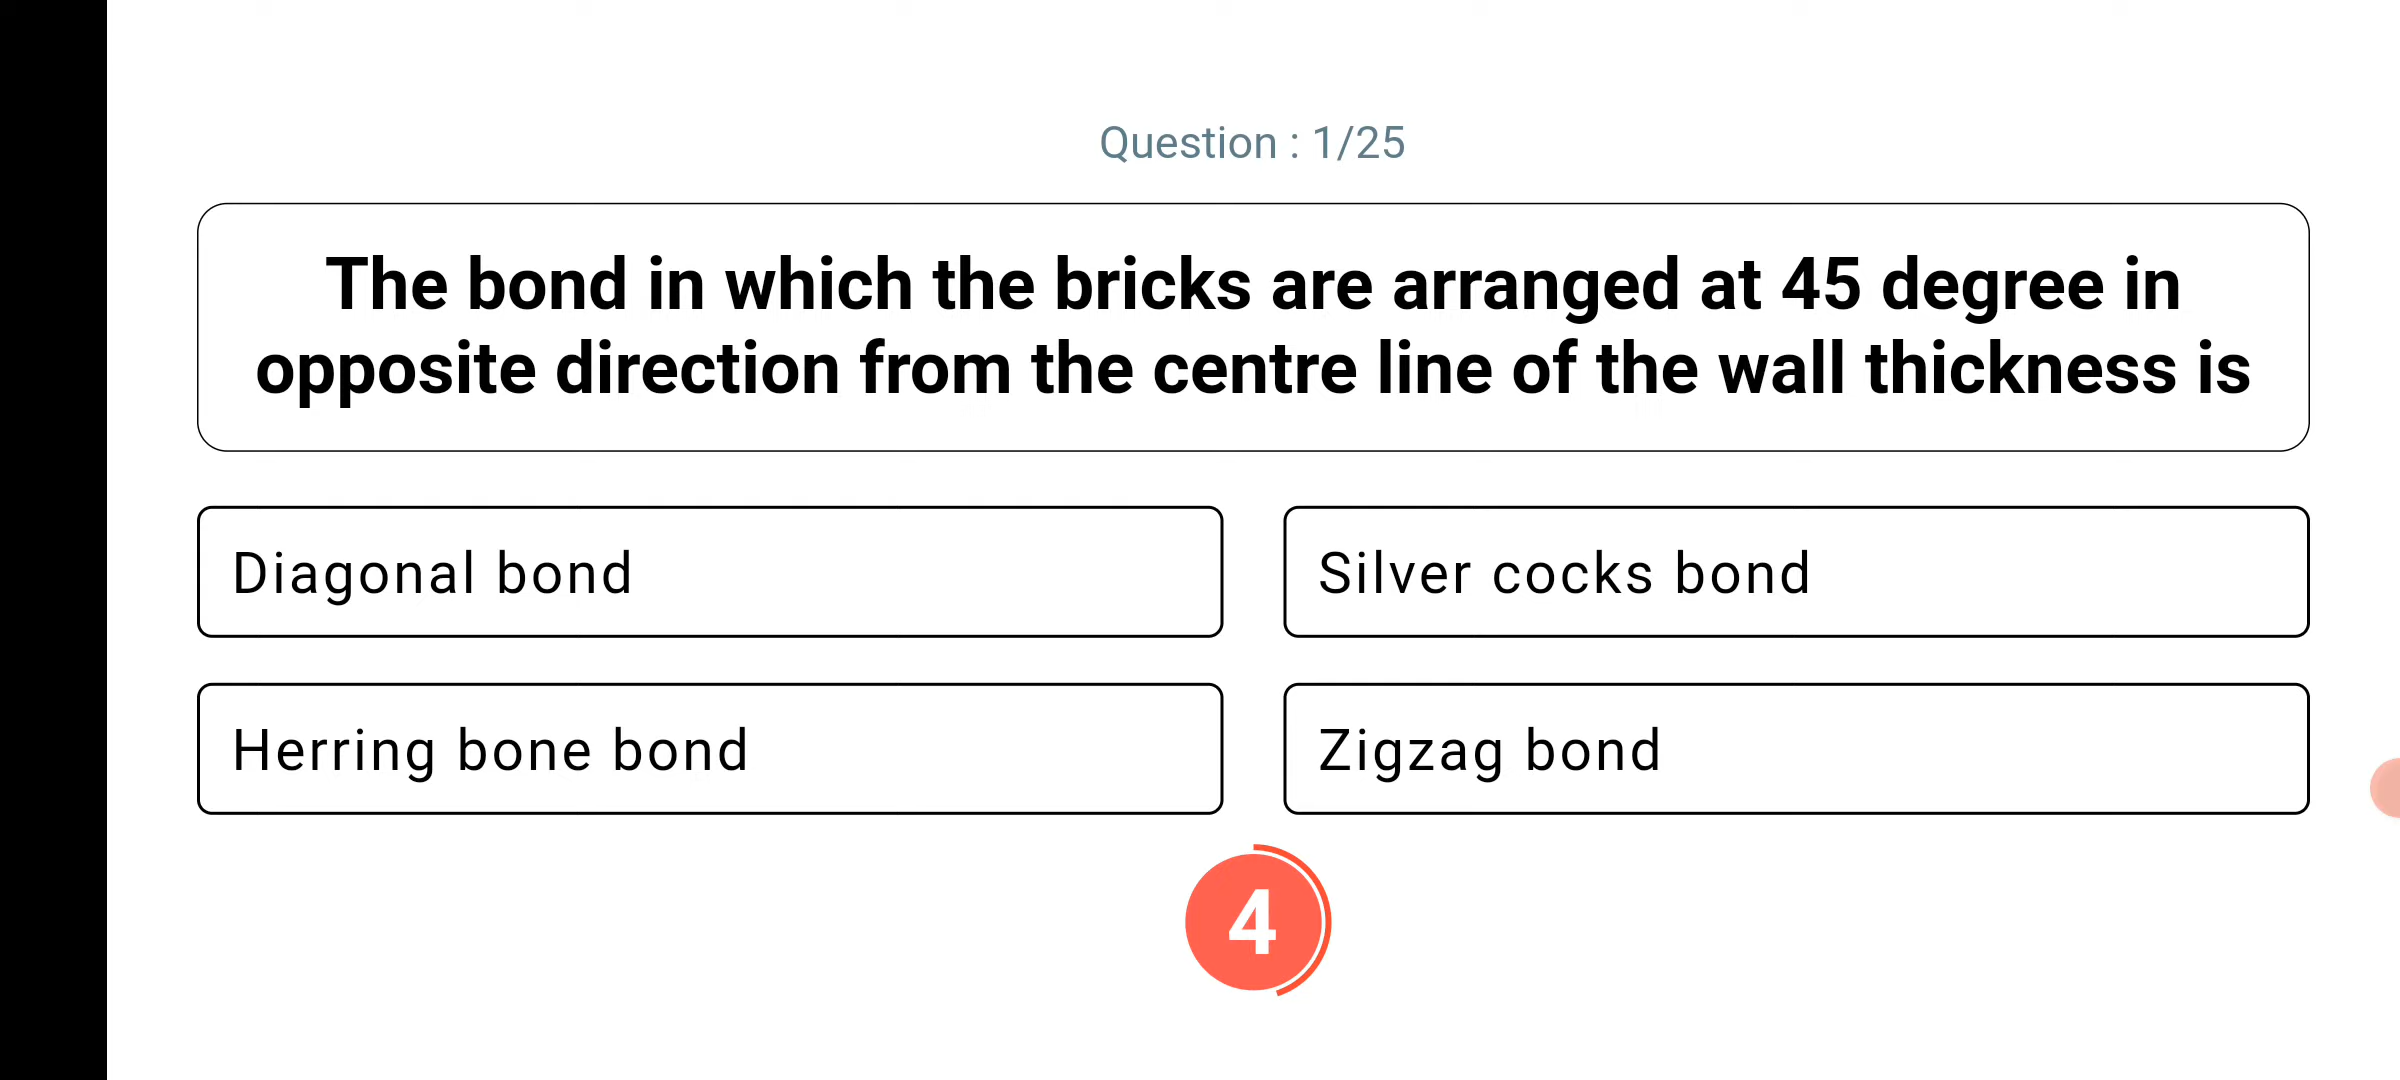 Question : 1/25
The bond in which the bricks are arranged at 45 degree in
opposite direction from the centre line of the wall thickness is
Diagonal bond
Silver cocks bond
Herring bone bond
Zigzag bond
4